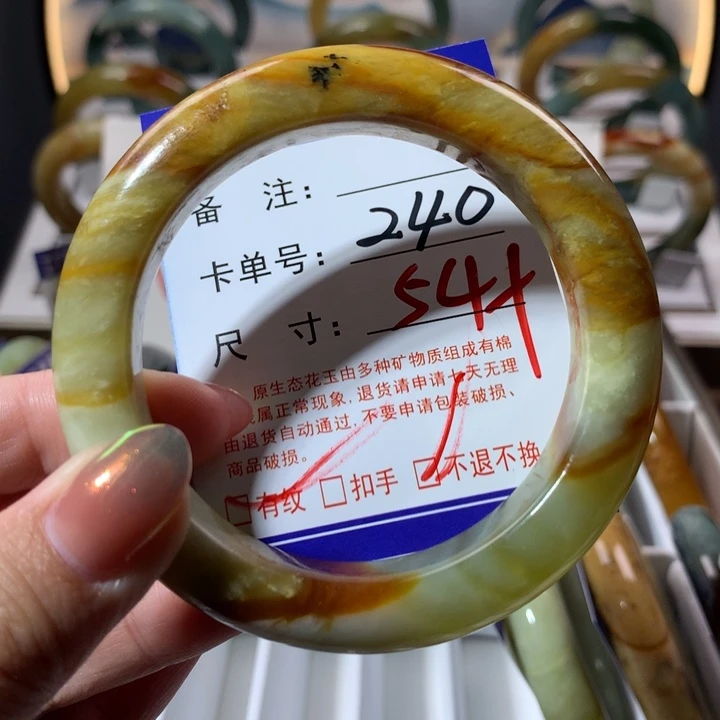 备 注：
卡单号：240
尺 寸：54+
原生态花玉由多种矿物质组成有棉
属正常现象，退货请申请七天无理
由退货自动通过，不要申请包装破损、
商品破损。
□有纹 □扣手 □不退不换